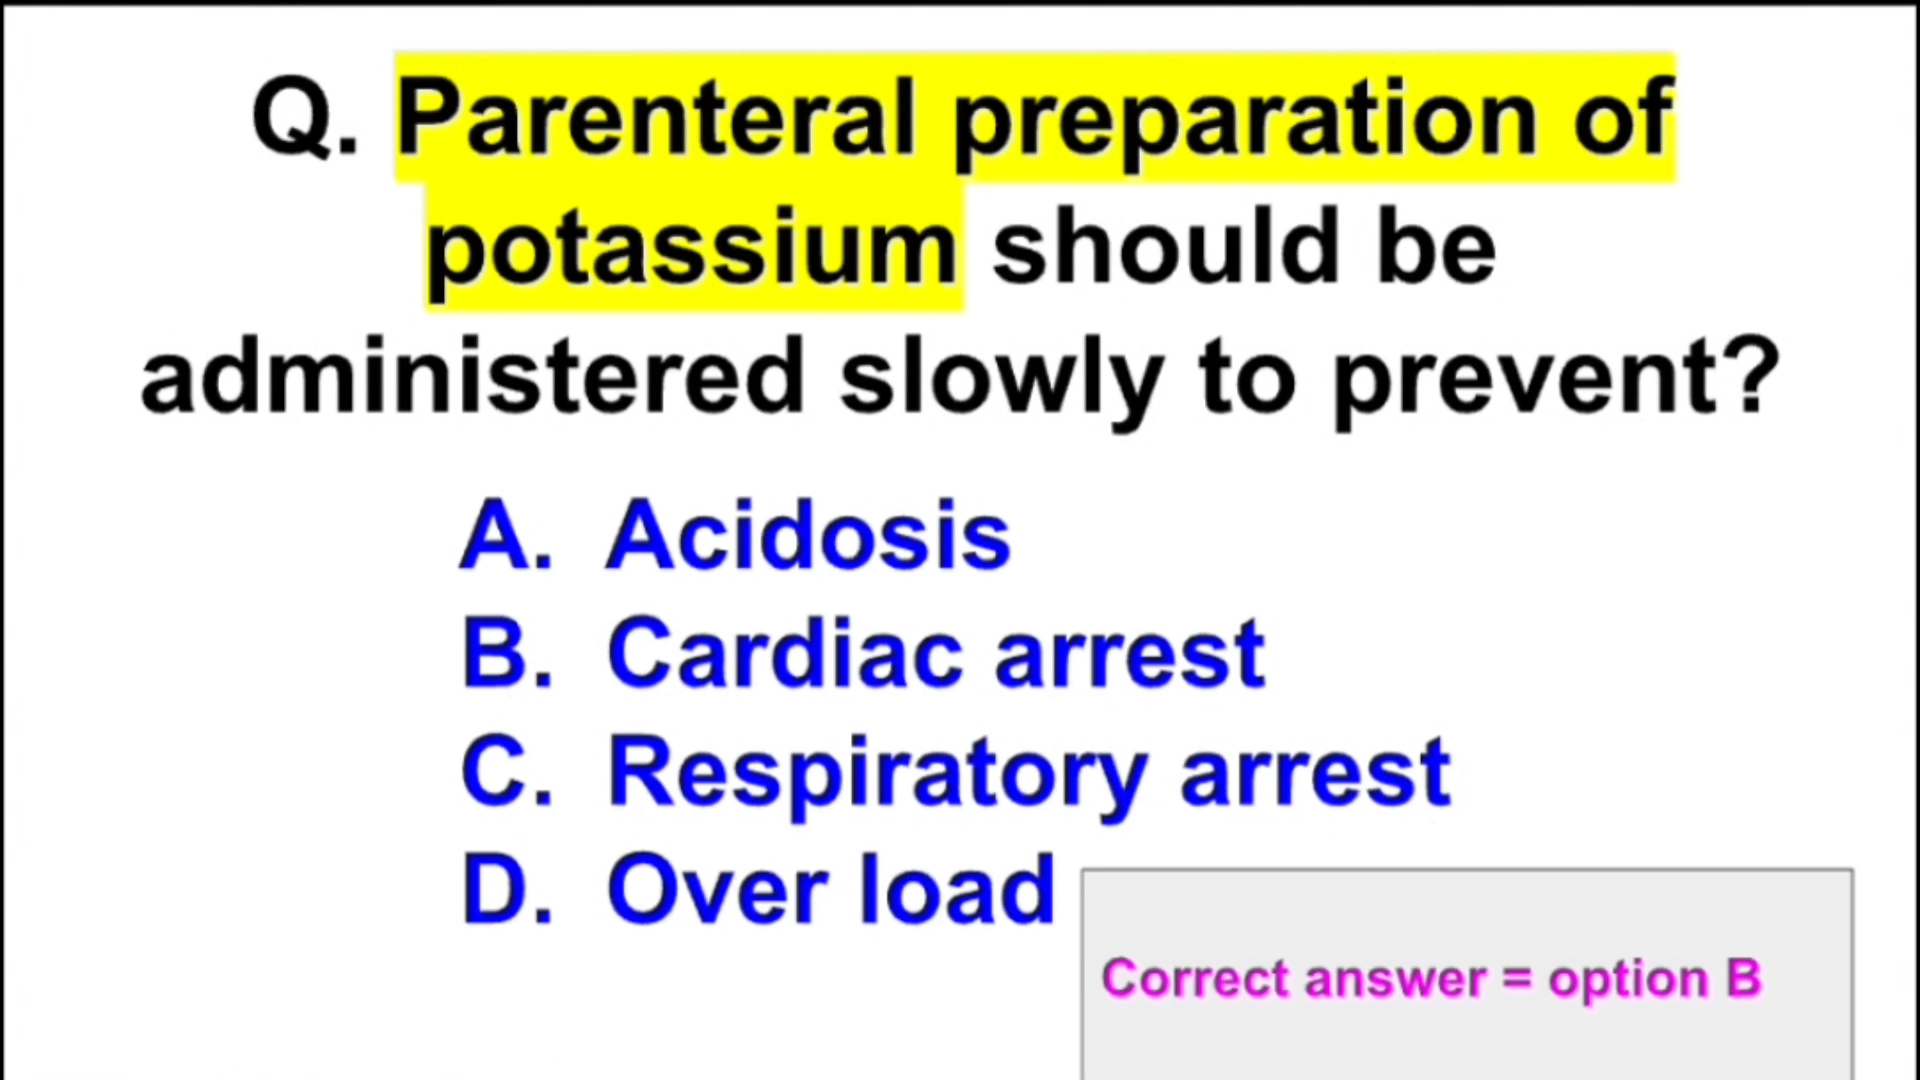 Q. Parenteral preparation of
potassium should be
administered slowly to prevent?
A. Acidosis
B. Cardiac arrest
C. Respiratory arrest
D. Over load
Correct answer = option B